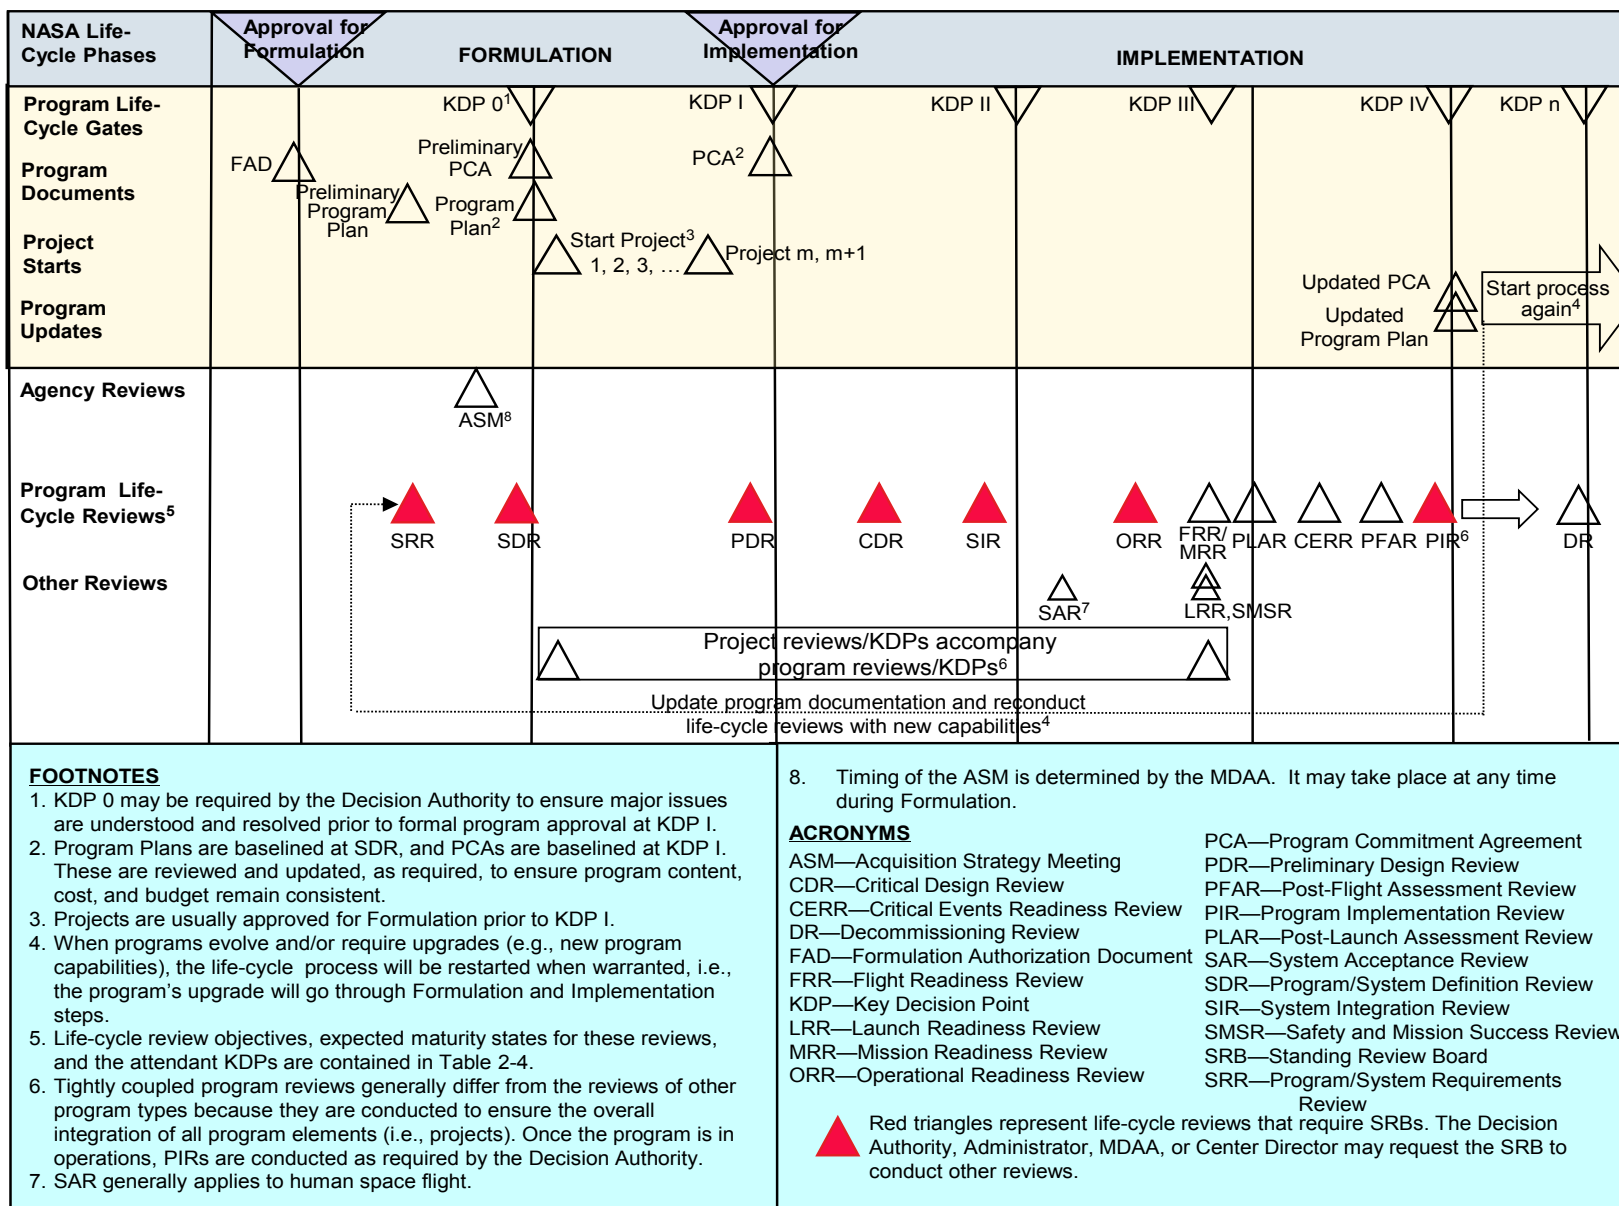 NASA Life-
Cycle Phases
Approval for
Formulation
FORMULATION
Approval for
Implementation
IMPLEMENTATION
Program Life-
Cycle Gates
KDP 0¹
KDP I
KDP II
KDP III
KDP IV
KDP n
Program
Documents
FAD
Preliminary
Program
Plan
Preliminary
PCA
Program
Plan²
PCA²
Project
Starts
Start Project³
1, 2, 3, …
Project m, m+1
Program
Updates
Updated PCA
Updated
Program Plan
Start process
again⁴
Agency Reviews
ASM⁸
Program Life-
Cycle Reviews⁵
SRR
SDR
PDR
CDR
SIR
ORR
FRR/
MRR
PLAR
CERR
PFAR
PIR⁶
DR
Other Reviews
SAR⁷
LRR,SMSR
Project reviews/KDPs accompany
program reviews/KDPs⁶
Update program documentation and reconduct
life-cycle reviews with new capabilities⁴
FOOTNOTES
1. KDP 0 may be required by the Decision Authority to ensure major issues
are understood and resolved prior to formal program approval at KDP I.
2. Program Plans are baselined at SDR, and PCAs are baselined at KDP I.
These are reviewed and updated, as required, to ensure program content,
cost, and budget remain consistent.
3. Projects are usually approved for Formulation prior to KDP I.
4. When programs evolve and/or require upgrades (e.g., new program
capabilities), the life-cycle process will be restarted when warranted, i.e.,
the program's upgrade will go through Formulation and Implementation
steps.
5. Life-cycle review objectives, expected maturity states for these reviews,
and the attendant KDPs are contained in Table 2-4.
6. Tightly coupled program reviews generally differ from the reviews of other
program types because they are conducted to ensure the overall
integration of all program elements (i.e., projects). Once the program is in
operations, PIRs are conducted as required by the Decision Authority.
7. SAR generally applies to human space flight.
8. Timing of the ASM is determined by the MDAA. It may take place at any time
during Formulation.
ACRONYMS
ASM—Acquisition Strategy Meeting
CDR—Critical Design Review
CERR—Critical Events Readiness Review
DR—Decommissioning Review
FAD—Formulation Authorization Document
FRR—Flight Readiness Review
KDP—Key Decision Point
LRR—Launch Readiness Review
MRR—Mission Readiness Review
ORR—Operational Readiness Review
PCA—Program Commitment Agreement
PDR—Preliminary Design Review
PFAR—Post-Flight Assessment Review
PIR—Program Implementation Review
PLAR—Post-Launch Assessment Review
SAR—System Acceptance Review
SDR—Program/System Definition Review
SIR—System Integration Review
SMSR—Safety and Mission Success Review
SRB—Standing Review Board
SRR—Program/System Requirements
Review
Red triangles represent life-cycle reviews that require SRBs. The Decision
Authority, Administrator, MDAA, or Center Director may request the SRB to
conduct other reviews.